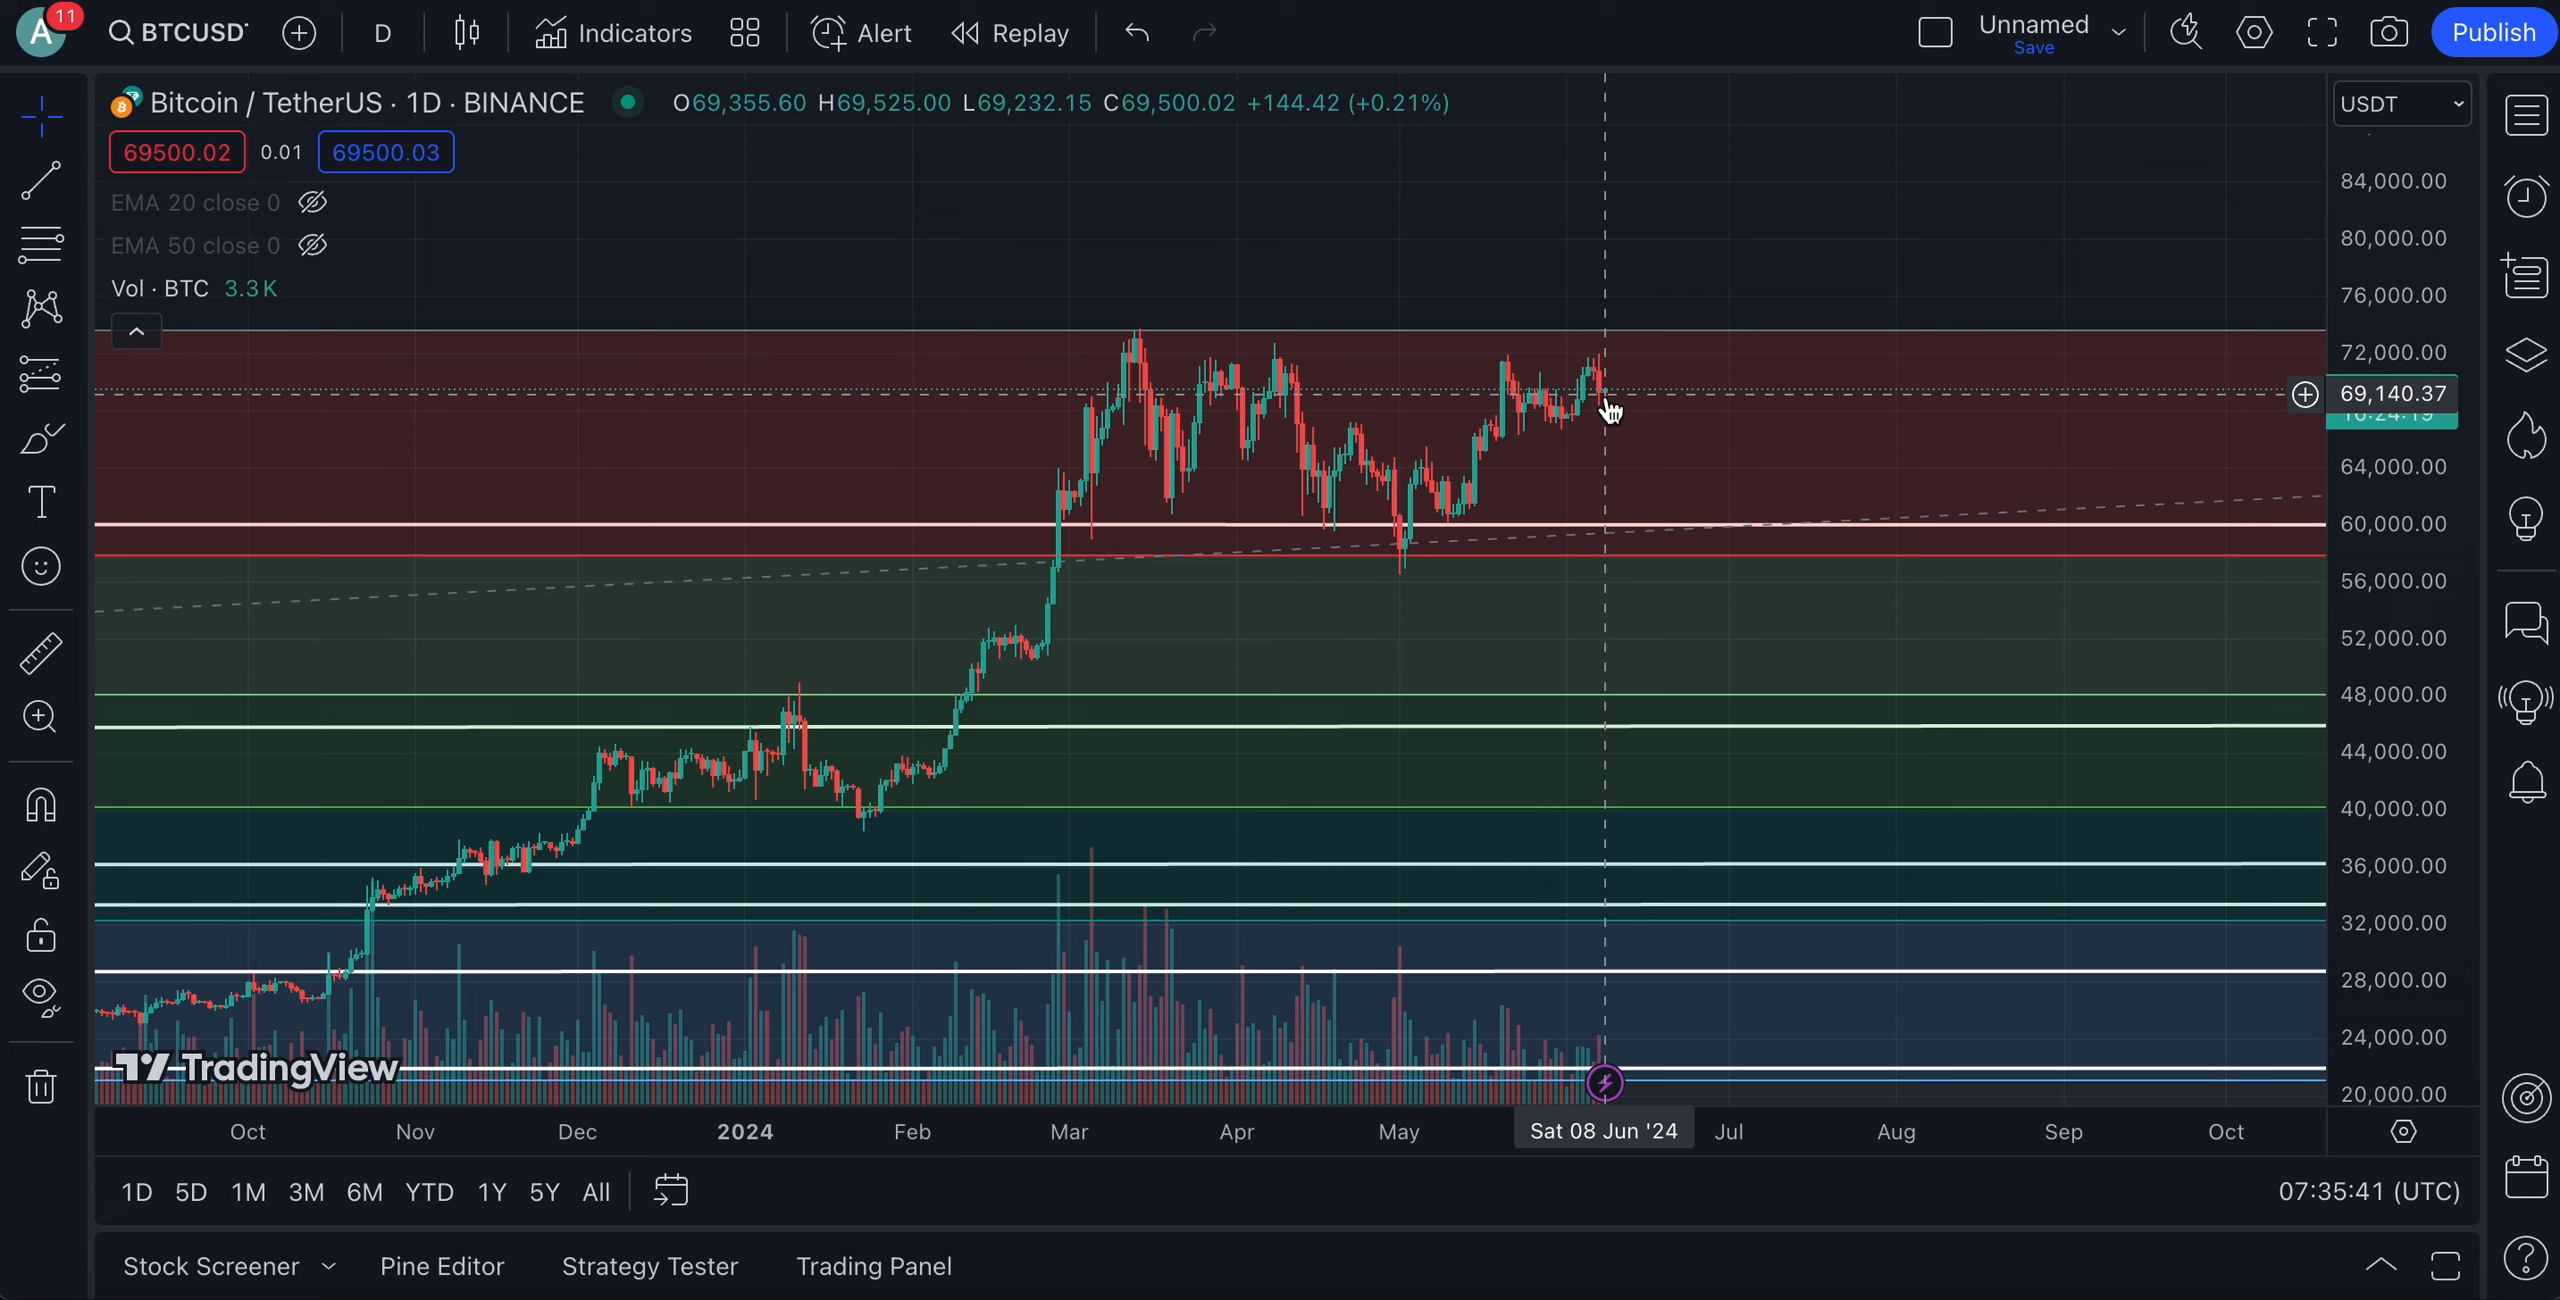 A 11 BTCUSDT D Indicators Alert Replay Unnamed Save Publish
Bitcoin / TetherUS · 1D · BINANCE O69,355.60 H69,525.00 L69,232.15 C69,500.02 +144.42 (+0.21%) USDT
69500.02 0.01 69500.03
EMA 20 close 0
EMA 50 close 0
Vol · BTC 3.3K
84,000.00
80,000.00
76,000.00
72,000.00
69,140.37
16:24:19
64,000.00
60,000.00
56,000.00
52,000.00
48,000.00
44,000.00
40,000.00
36,000.00
32,000.00
28,000.00
24,000.00
20,000.00
TradingView
Oct Nov Dec 2024 Feb Mar Apr May Sat 08 Jun '24 Jul Aug Sep Oct
1D 5D 1M 3M 6M YTD 1Y 5Y All 07:35:41 (UTC)
Stock Screener Pine Editor Strategy Tester Trading Panel